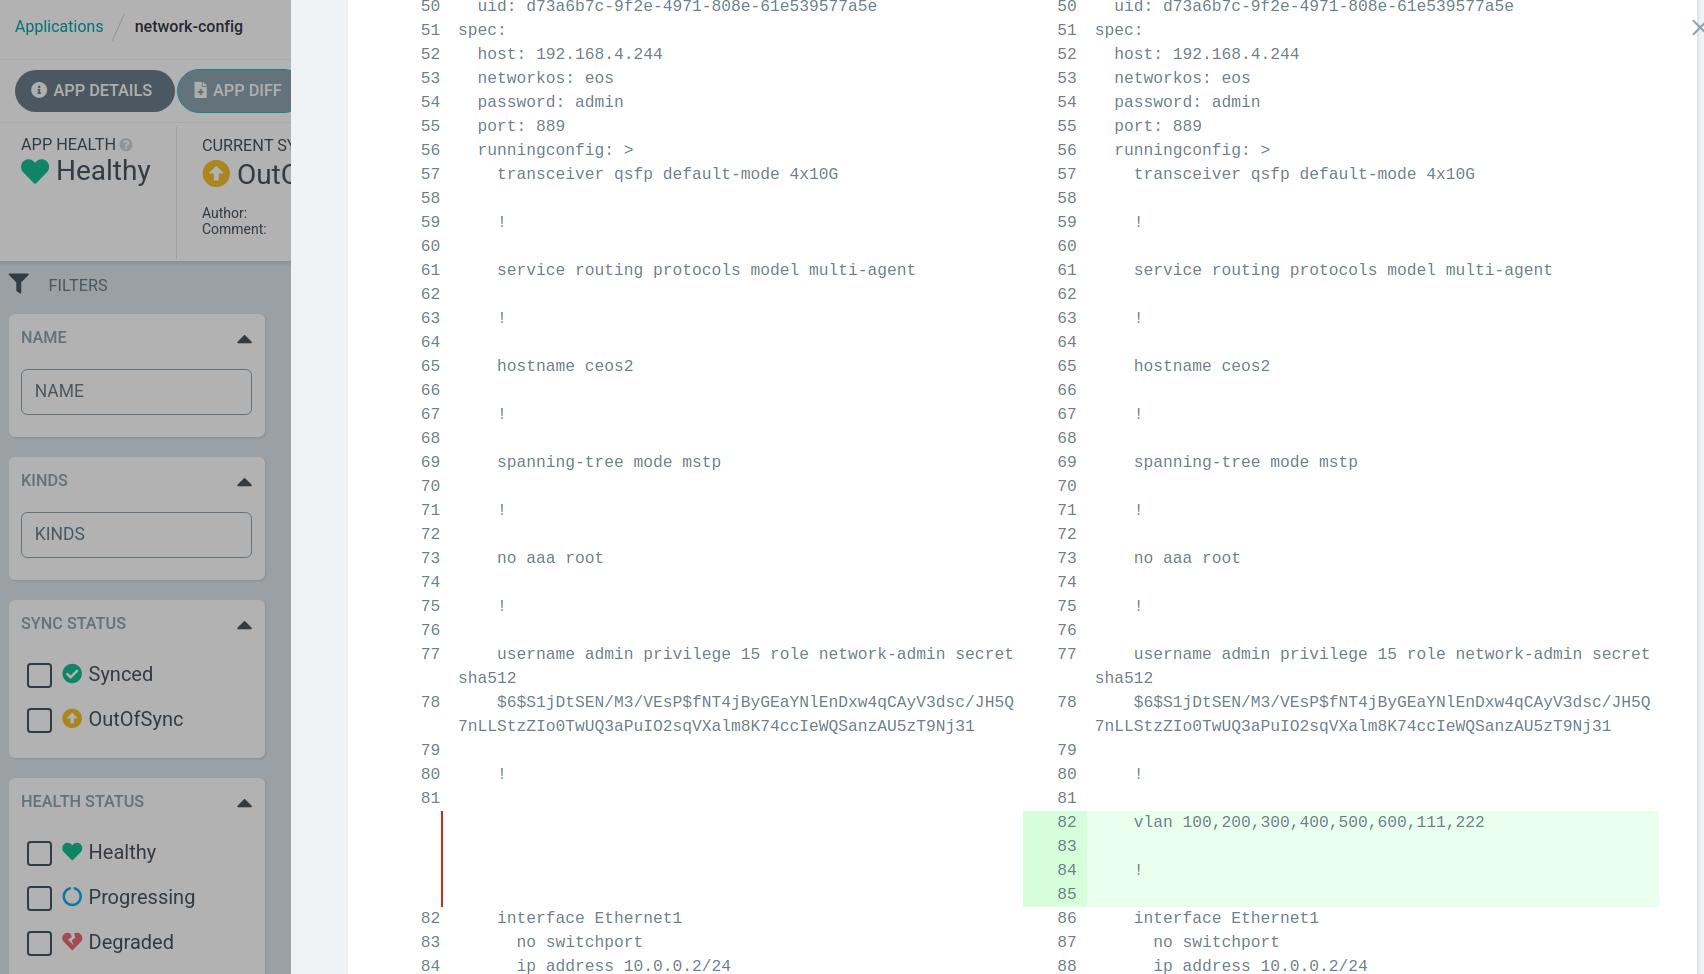 Applications / network-config
APP DETAILS
APP DIFF
APP HEALTH
Healthy
CURRENT SY
OutO
Author:
Comment:
FILTERS
NAME
NAME
KINDS
KINDS
SYNC STATUS
Synced
OutOfSync
HEALTH STATUS
Healthy
Progressing
Degraded
50 uid: d73a6b7c-9f2e-4971-808e-61e539577a5e
51 spec:
52 host: 192.168.4.244
53 networkos: eos
54 password: admin
55 port: 889
56 runningconfig: >
57 transceiver qsfp default-mode 4x10G
58
59 !
60
61 service routing protocols model multi-agent
62
63 !
64
65 hostname ceos2
66
67 !
68
69 spanning-tree mode mstp
70
71 !
72
73 no aaa root
74
75 !
76
77 username admin privilege 15 role network-admin secret
sha512
78 $6$S1jDtSEN/M3/VEsP$fNT4jByGEaYNlEnDxw4qCAyV3dsc/JH5Q
7nLLStzZIo0TwUQ3aPuIO2sqVXalm8K74ccIeWQSanzAU5zT9Nj31
79
80 !
81
82 interface Ethernet1
83 no switchport
84 ip address 10.0.0.2/24
50 uid: d73a6b7c-9f2e-4971-808e-61e539577a5e
51 spec:
52 host: 192.168.4.244
53 networkos: eos
54 password: admin
55 port: 889
56 runningconfig: >
57 transceiver qsfp default-mode 4x10G
58
59 !
60
61 service routing protocols model multi-agent
62
63 !
64
65 hostname ceos2
66
67 !
68
69 spanning-tree mode mstp
70
71 !
72
73 no aaa root
74
75 !
76
77 username admin privilege 15 role network-admin secret
sha512
78 $6$S1jDtSEN/M3/VEsP$fNT4jByGEaYNlEnDxw4qCAyV3dsc/JH5Q
7nLLStzZIo0TwUQ3aPuIO2sqVXalm8K74ccIeWQSanzAU5zT9Nj31
79
80 !
81
82 vlan 100,200,300,400,500,600,111,222
83
84 !
85
86 interface Ethernet1
87 no switchport
88 ip address 10.0.0.2/24